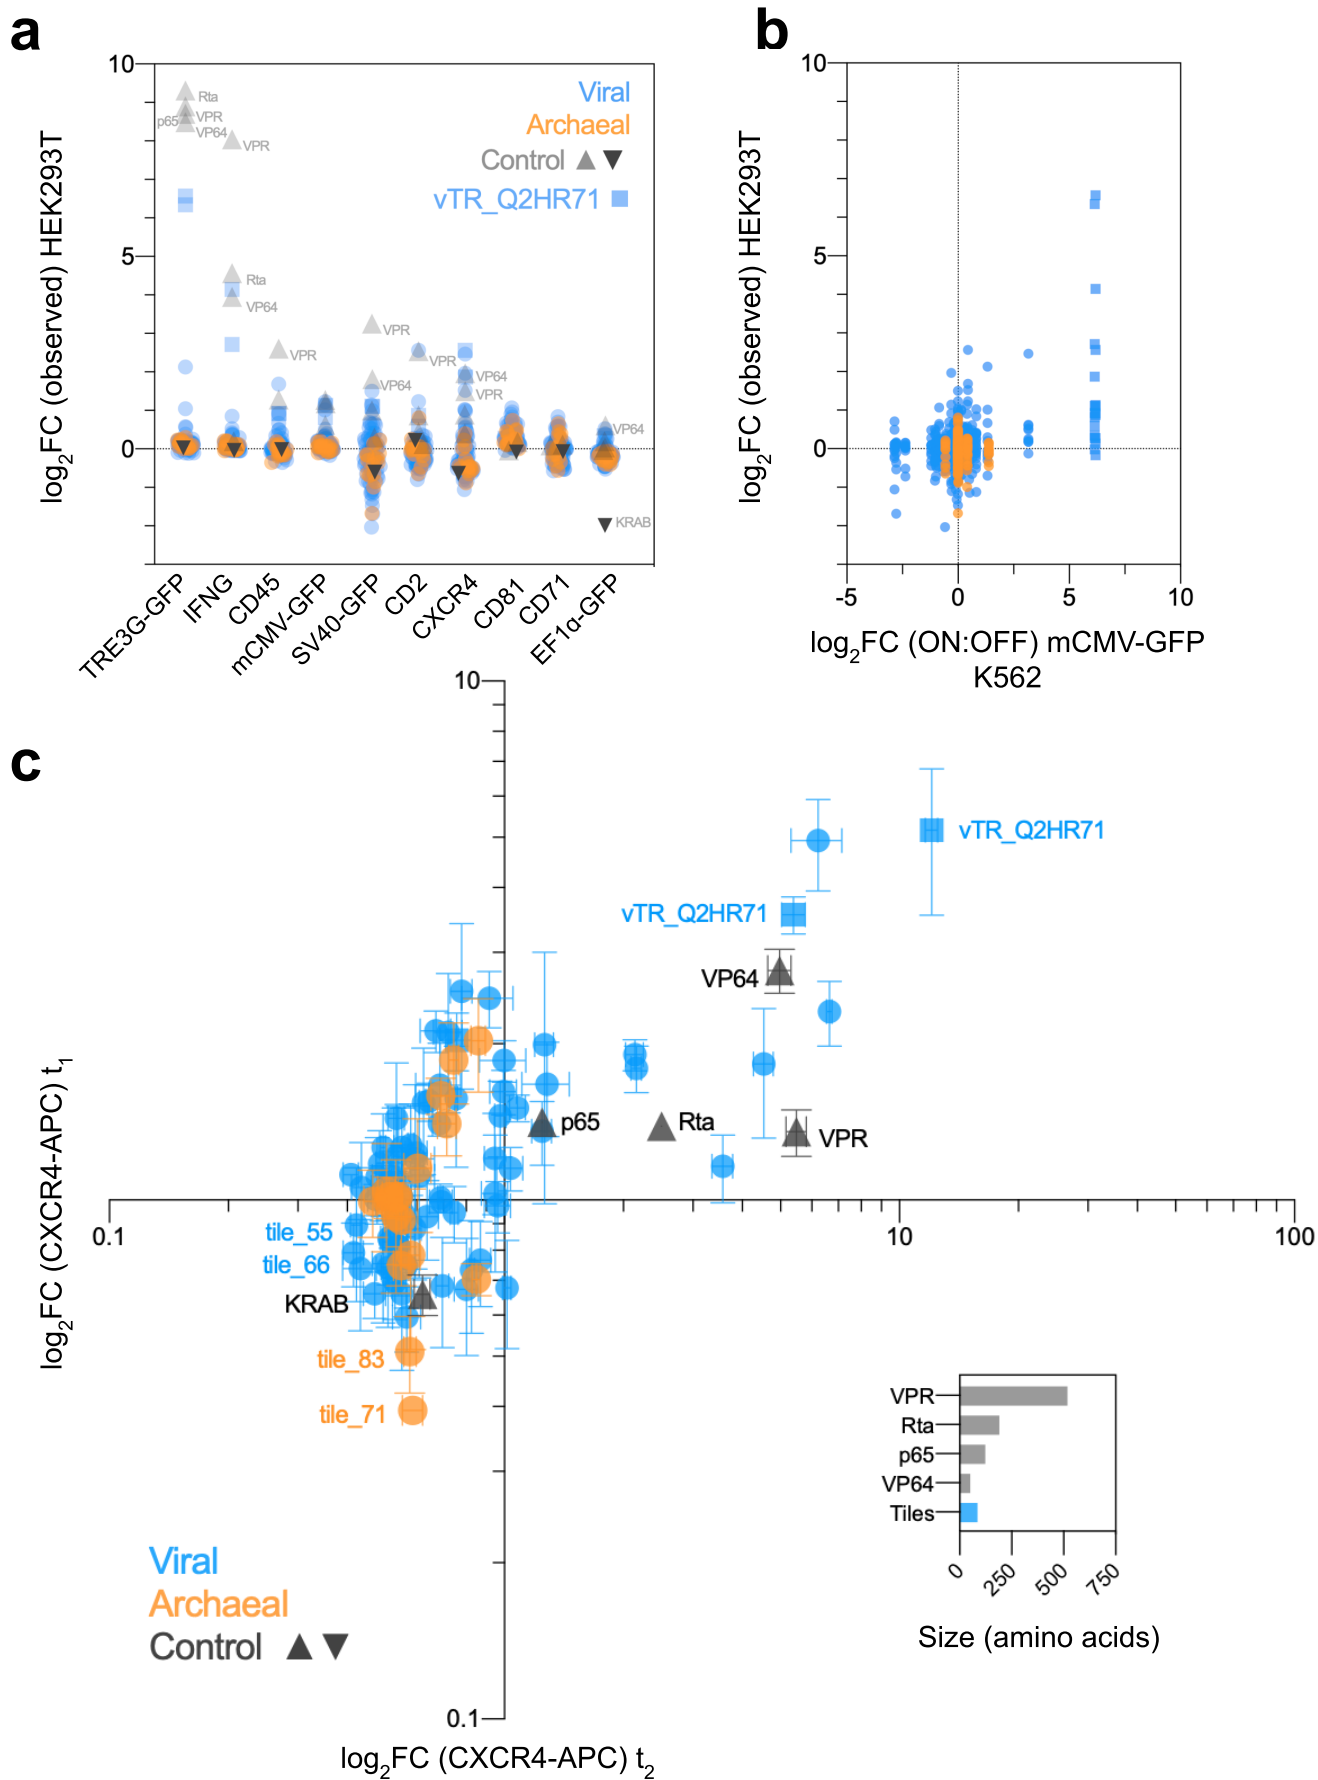 a
log2FC (observed) HEK293T
10
5
0
Viral
Archaeal
Control
vTR_Q2HR71
Rta
VPR
p65
VP64
VPR
Rta
VP64
VPR
VPR
VP64
VPR
VP64
VPR
VP64
KRAB
TRE3G-GFP
IFNG
CD45
mCMV-GFP
SV40-GFP
CD2
CXCR4
CD81
CD71
EF1α-GFP
b
log2FC (observed) HEK293T
10
5
0
-5
0
5
10
log2FC (ON:OFF) mCMV-GFP
K562
c
log2FC (CXCR4-APC) t1
10
vTR_Q2HR71
vTR_Q2HR71
VP64
p65
Rta
VPR
0.1
10
100
tile_55
tile_66
KRAB
tile_83
tile_71
VPR
Rta
p65
VP64
Tiles
0
250
500
750
Size (amino acids)
Viral
Archaeal
Control
0.1
log2FC (CXCR4-APC) t2